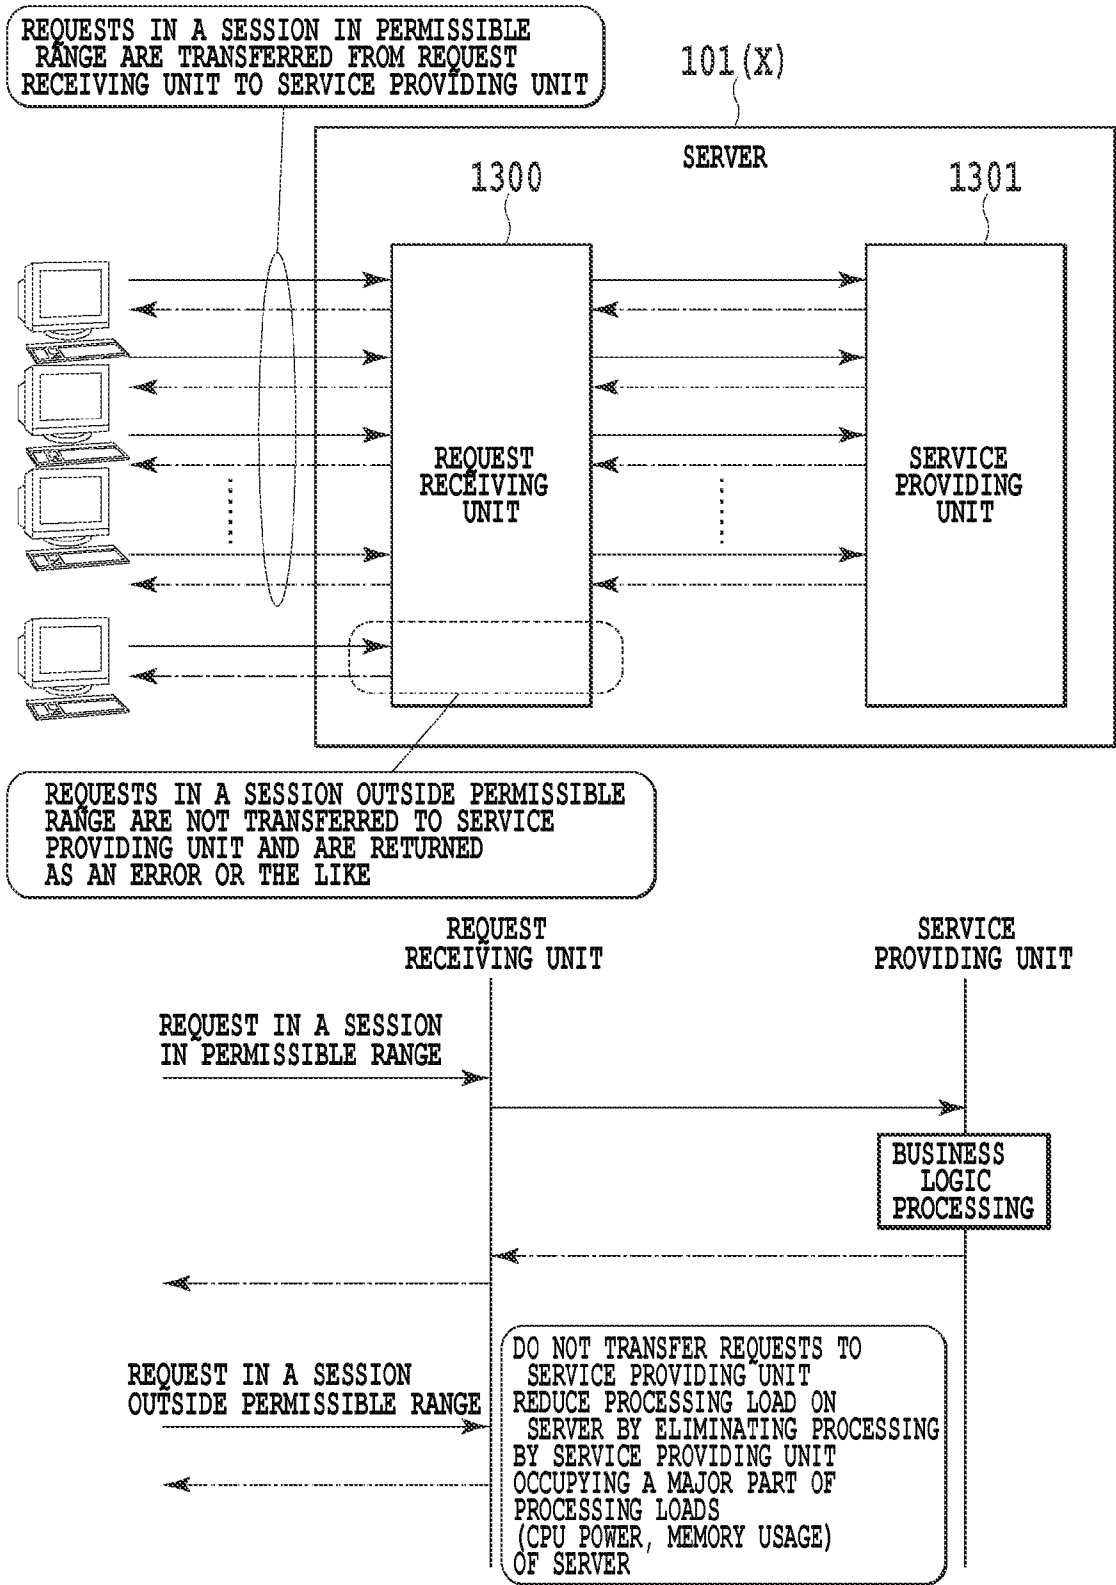 REQUESTS IN A SESSION IN PERMISSIBLE
RANGE ARE TRANSFERRED FROM REQUEST
RECEIVING UNIT TO SERVICE PROVIDING UNIT
101(X)
SERVER
1300
1301
REQUEST
RECEIVING
UNIT
SERVICE
PROVIDING
UNIT
REQUESTS IN A SESSION OUTSIDE PERMISSIBLE
RANGE ARE NOT TRANSFERRED TO SERVICE
PROVIDING UNIT AND ARE RETURNED
AS AN ERROR OR THE LIKE
REQUEST
RECEIVING UNIT
SERVICE
PROVIDING UNIT
REQUEST IN A SESSION
IN PERMISSIBLE RANGE
BUSINESS
LOGIC
PROCESSING
REQUEST IN A SESSION
OUTSIDE PERMISSIBLE RANGE
DO NOT TRANSFER REQUESTS TO
SERVICE PROVIDING UNIT
REDUCE PROCESSING LOAD ON
SERVER BY ELIMINATING PROCESSING
BY SERVICE PROVIDING UNIT
OCCUPYING A MAJOR PART OF
PROCESSING LOADS
(CPU POWER, MEMORY USAGE)
OF SERVER